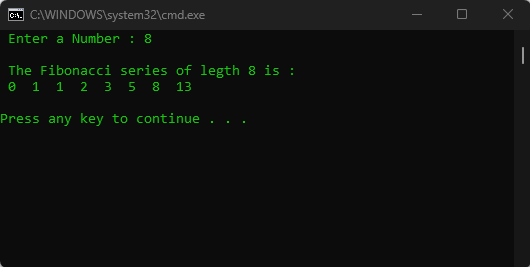 C:\WINDOWS\system32\cmd.exe
Enter a Number : 8
The Fibonacci series of legth 8 is :
0  1  1  2  3  5  8  13
Press any key to continue . . .